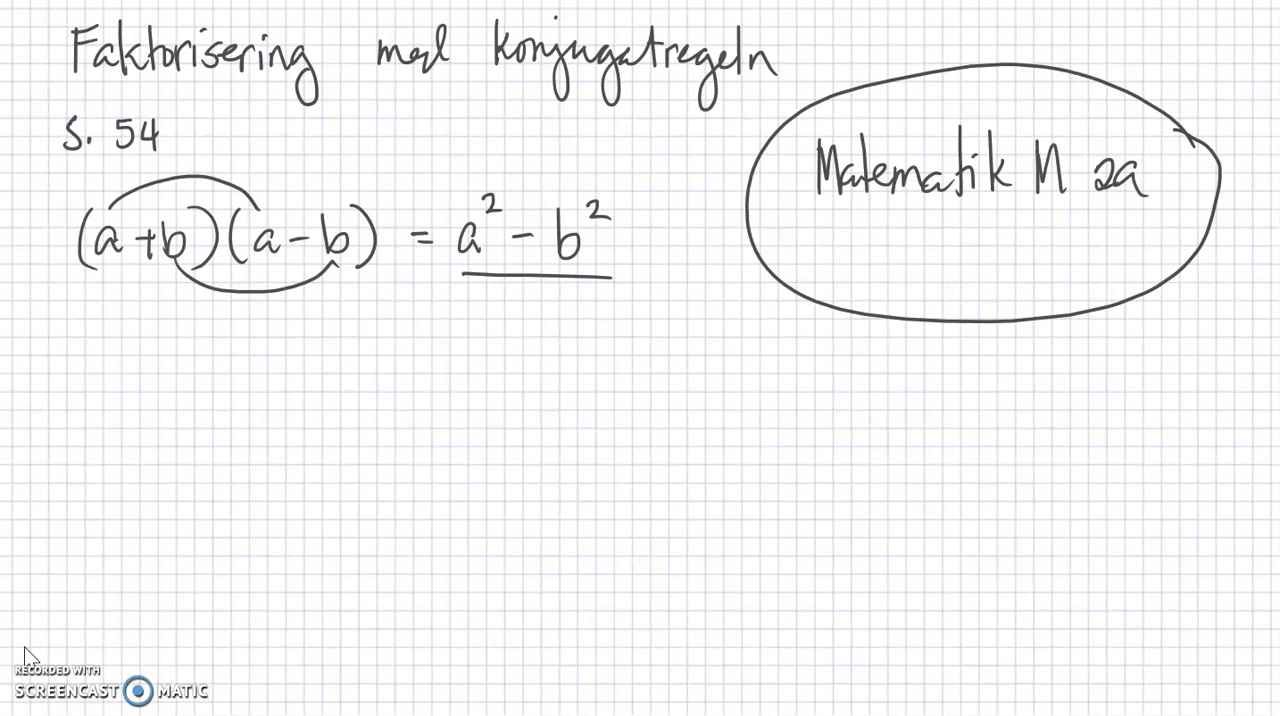 Faktorisering med konjugatregeln
s. 54
Matematik M 2a
(a+b)(a-b) = a² - b²
RECORDED WITH
SCREENCAST MATIC